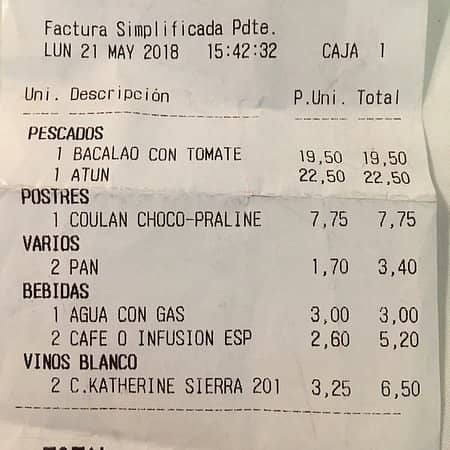 Factura Simplificada Pdte.
LUN 21 MAY 2018 15:42:32 CAJA 1
Uni. Descripción P.Uni. Total
PESCADOS
1 BACALAO CON TOMATE 19,50 19,50
1 ATUN 22,50 22,50
POSTRES
1 COULAN CHOCO-PRALINE 7,75 7,75
VARIOS
2 PAN 1,70 3,40
BEBIDAS
1 AGUA CON GAS 3,00 3,00
2 CAFE O INFUSION ESP 2,60 5,20
VINOS BLANCO
2 C.KATHERINE SIERRA 201 3,25 6,50